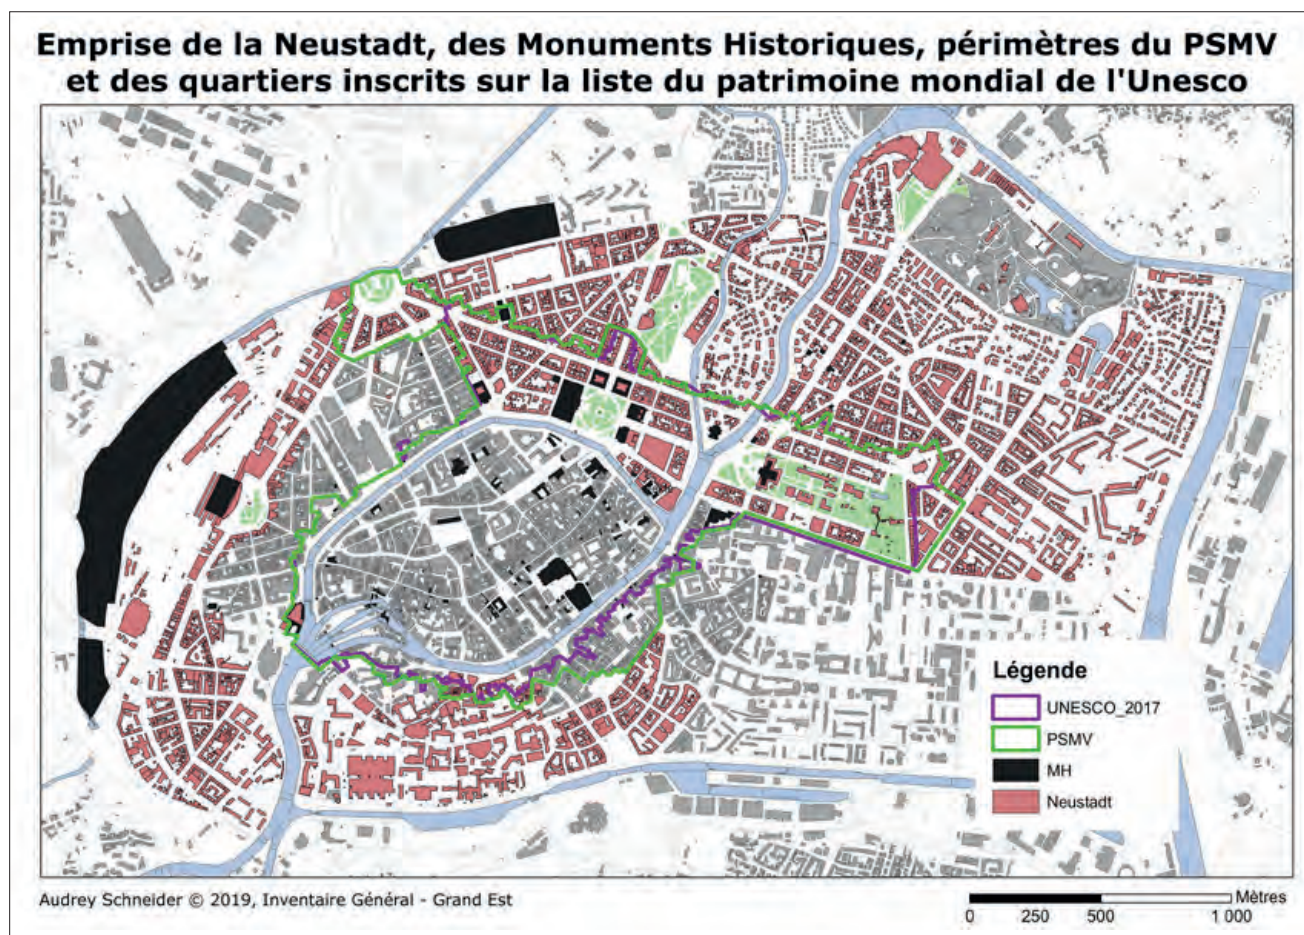 Emprise de la Neustadt, des Monuments Historiques, périmètres du PSMV
et des quartiers inscrits sur la liste du patrimoine mondial de l'Unesco
Légende
UNESCO_2017
PSMV
MH
Neustadt
Audrey Schneider © 2019, Inventaire Général - Grand Est
Mètres
0 250 500 1 000